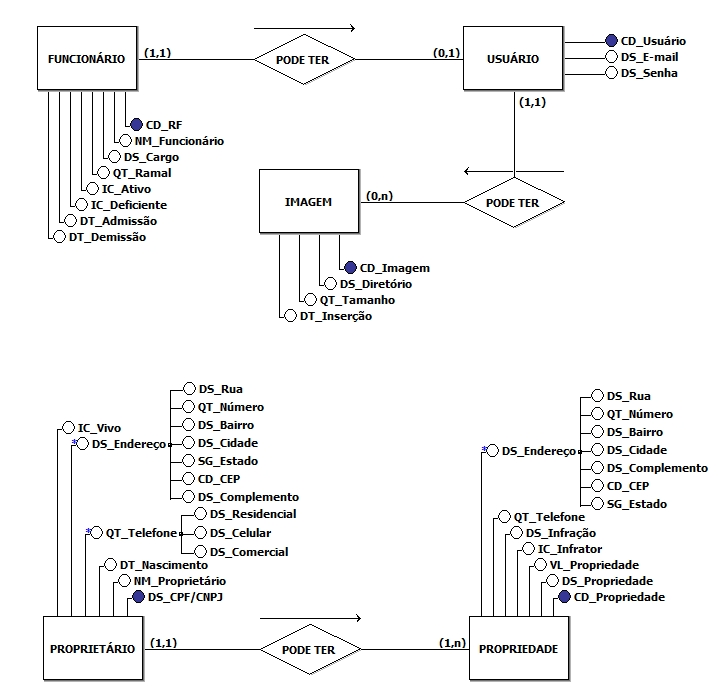 FUNCIONÁRIO
(1,1)
PODE TER
(0,1)
USUÁRIO
CD_Usuário
DS_E-mail
DS_Senha
(1,1)
CD_RF
NM_Funcionário
DS_Cargo
QT_Ramal
IC_Ativo
IC_Deficiente
DT_Admissão
DT_Demissão
IMAGEM
(0,n)
PODE TER
CD_Imagem
DS_Diretório
QT_Tamanho
DT_Inserção
DS_Rua
QT_Número
DS_Bairro
DS_Cidade
SG_Estado
CD_CEP
DS_Complemento
IC_Vivo
* DS_Endereço
* QT_Telefone
DS_Residencial
DS_Celular
DS_Comercial
DT_Nascimento
NM_Proprietário
DS_CPF/CNPJ
PROPRIETÁRIO
(1,1)
PODE TER
(1,n)
PROPRIEDADE
DS_Rua
QT_Número
DS_Bairro
DS_Cidade
DS_Complemento
CD_CEP
SG_Estado
* DS_Endereço
QT_Telefone
DS_Infração
IC_Infrator
VL_Propriedade
DS_Propriedade
CD_Propriedade